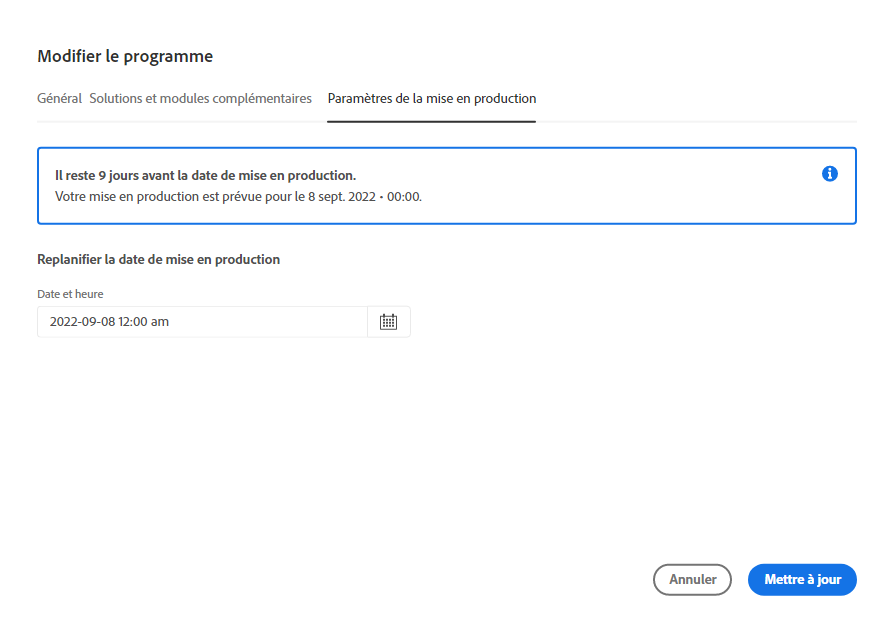 Modifier le programme
Général Solutions et modules complémentaires Paramètres de la mise en production
Il reste 9 jours avant la date de mise en production.
Votre mise en production est prévue pour le 8 sept. 2022 • 00:00.
Replanifier la date de mise en production
Date et heure
2022-09-08 12:00 am
Annuler Mettre à jour